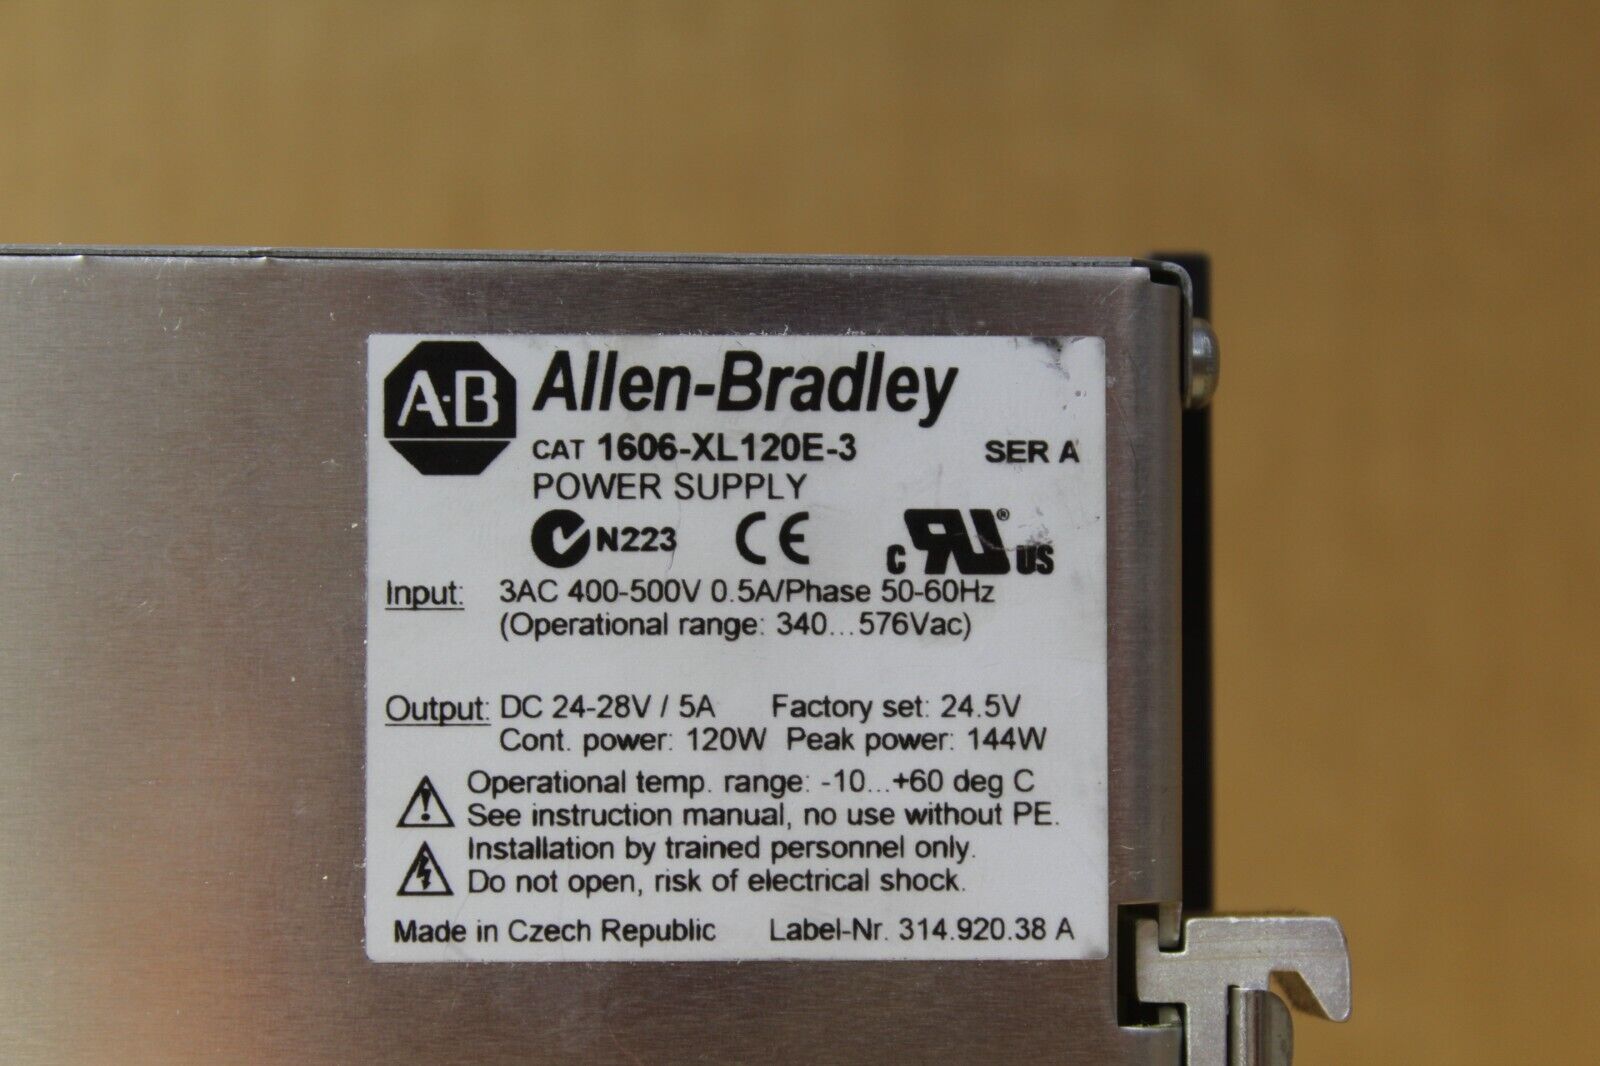 A·B Allen-Bradley
CAT 1606-XL120E-3 SER A
POWER SUPPLY
N223 CE c RU® US
Input: 3AC 400-500V 0.5A/Phase 50-60Hz
(Operational range: 340...576Vac)
Output: DC 24-28V / 5A Factory set: 24.5V
Cont. power: 120W Peak power: 144W
Operational temp. range: -10...+60 deg C
See instruction manual, no use without PE.
Installation by trained personnel only.
Do not open, risk of electrical shock.
Made in Czech Republic Label-Nr. 314.920.38 A